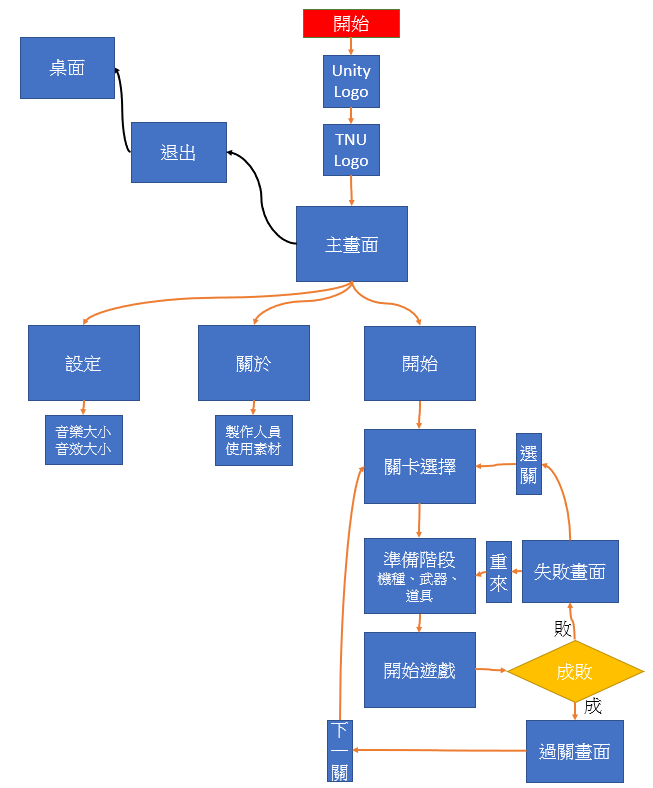 開始
桌面
Unity
Logo
退出
TNU
Logo
主畫面
設定
關於
開始
音樂大小
音效大小
製作人員
使用素材
關卡選擇
選
關
準備階段
機種、武器、
道具
重
來
失敗畫面
敗
開始遊戲
成敗
成
下
一
關
過關畫面